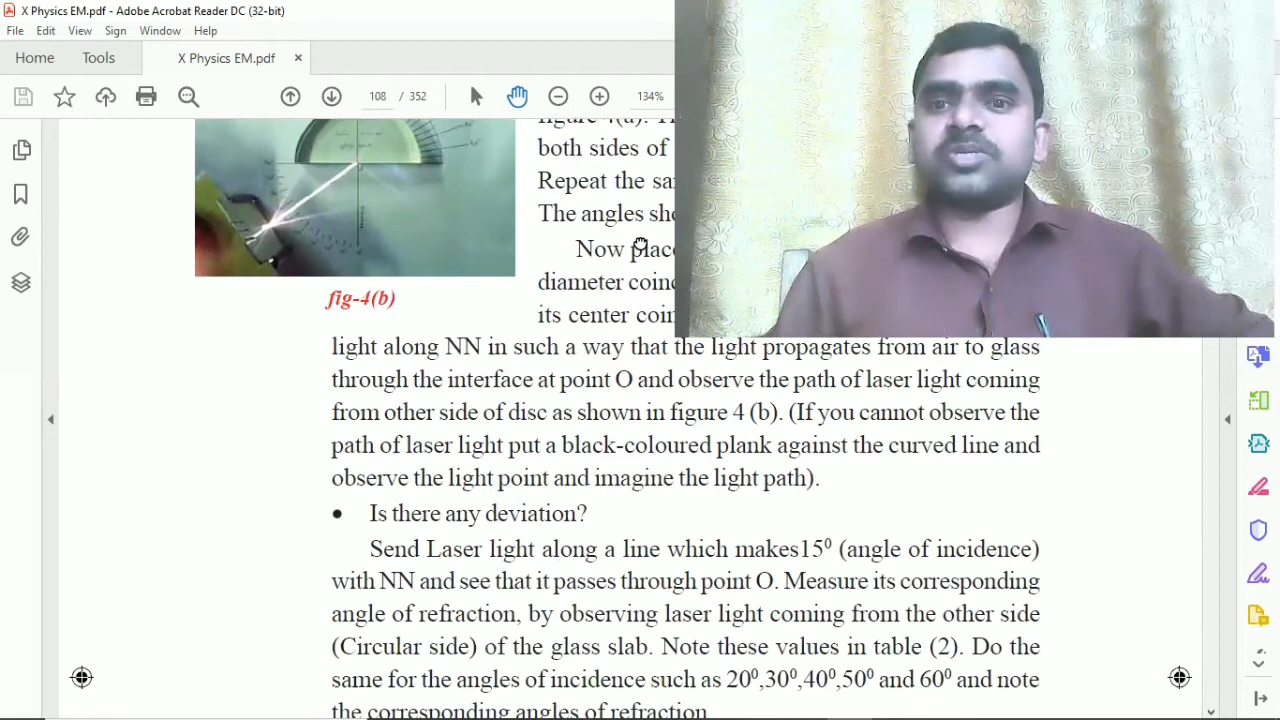 X Physics EM.pdf - Adobe Acrobat Reader DC (32-bit)
File Edit View Sign Window Help
Home Tools X Physics EM.pdf ×
108 / 352 134%
figure 4(a). 
both sides of
Repeat the
The angles
Now
diameter
its center
fig-4(b)
light along NN in such a way that the light propagates from air to glass
through the interface at point O and observe the path of laser light coming
from other side of disc as shown in figure 4 (b). (If you cannot observe the
path of laser light put a black-coloured plank against the curved line and
observe the light point and imagine the light path).
• Is there any deviation?
Send Laser light along a line which makes15⁰ (angle of incidence)
with NN and see that it passes through point O. Measure its corresponding
angle of refraction, by observing laser light coming from the other side
(Circular side) of the glass slab. Note these values in table (2). Do the
same for the angles of incidence such as 20⁰,30⁰,40⁰,50⁰ and 60⁰ and note
the corresponding angles of refraction